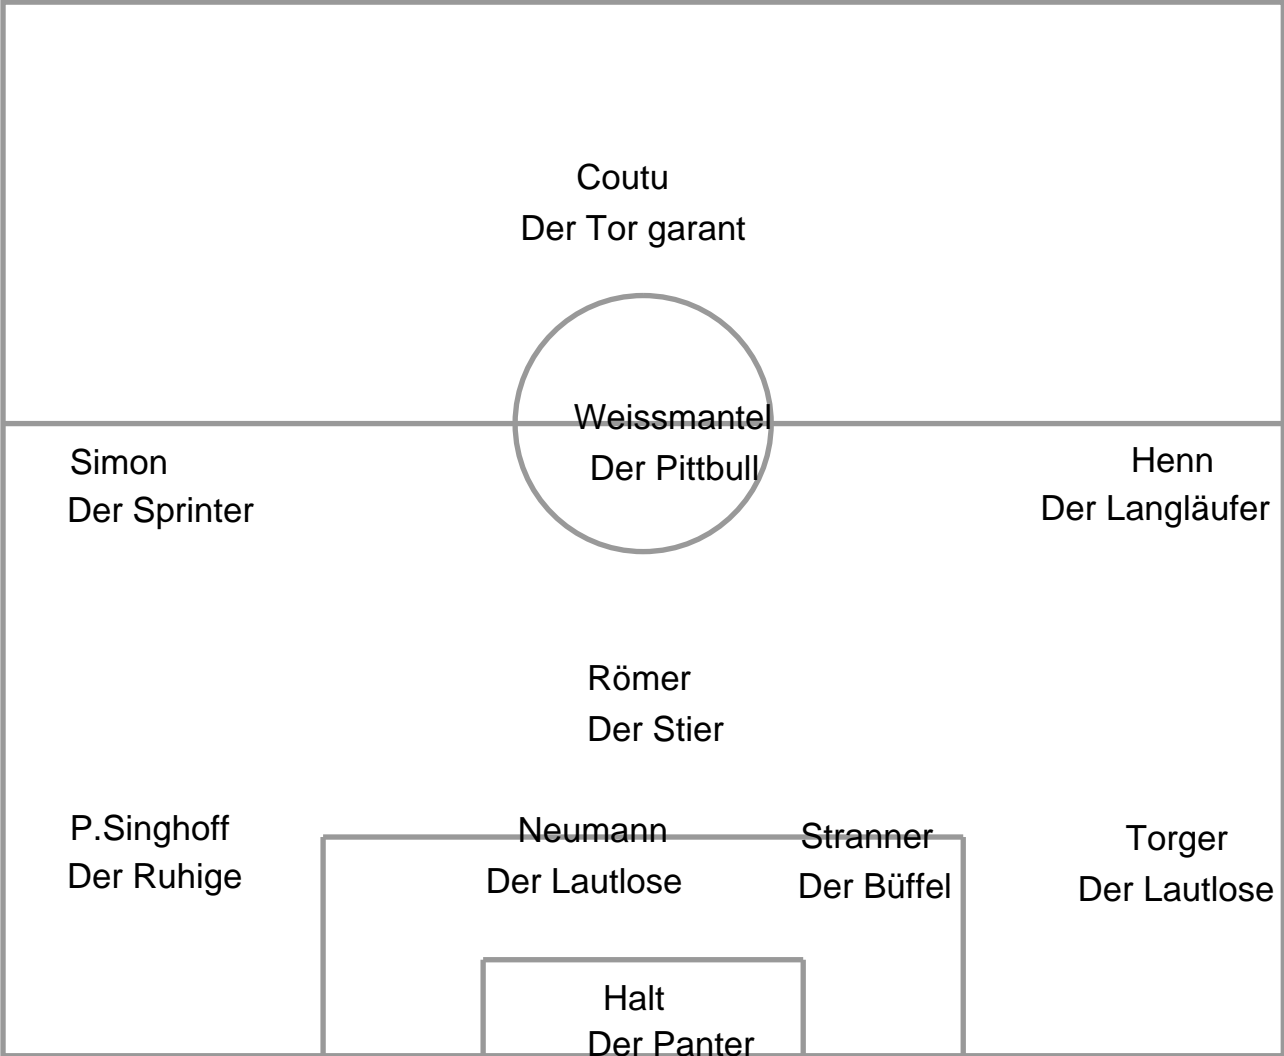 Coutu
Der Tor garant
Weissmantel
Der Pittbull
Simon
Der Sprinter
Henn
Der Langläufer
Römer
Der Stier
P.Singhoff
Der Ruhige
Neumann
Der Lautlose
Stranner
Der Büffel
Torger
Der Lautlose
Halt
Der Panter